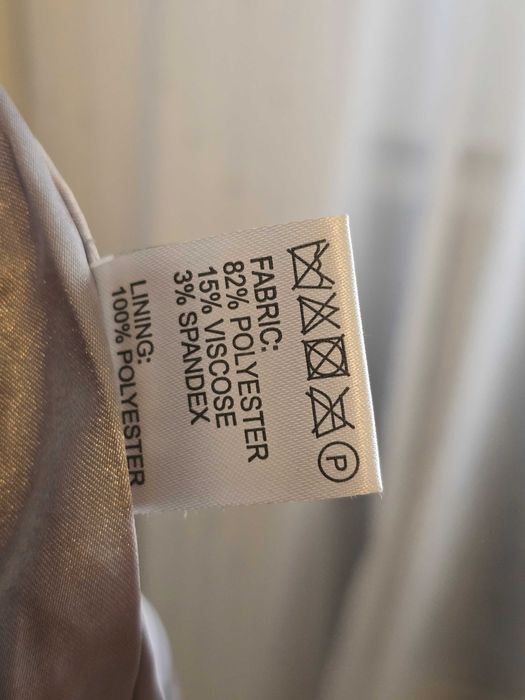 P
FABRIC:
82% POLYESTER
15% VISCOSE
3% SPANDEX
LINING:
100% POLYESTER